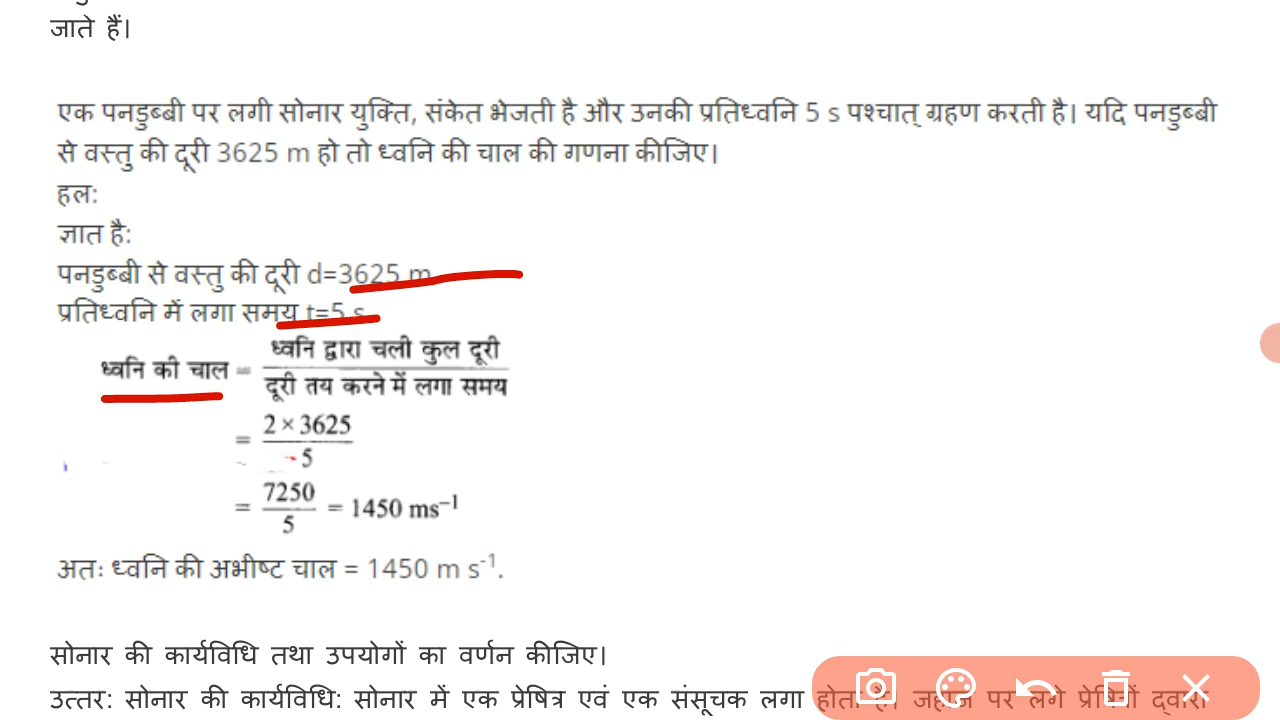 जाते हैं।
एक पनडुब्बी पर लगी सोनार युक्ति, संकेत भेजती है और उनकी प्रतिध्वनि 5 s पश्चात् ग्रहण करती है। यदि पनडुब्बी
से वस्तु की दूरी 3625 m हो तो ध्वनि की चाल की गणना कीजिए।
हल:
ज्ञात है:
पनडुब्बी से वस्तु की दूरी d=3625 m
प्रतिध्वनि में लगा समय t=5 s
ध्वनि की चाल = ध्वनि द्वारा चली कुल दूरी / दूरी तय करने में लगा समय
= 2 × 3625 / 5
= 7250 / 5 = 1450 ms⁻¹
अतः ध्वनि की अभीष्ट चाल = 1450 m s⁻¹.
सोनार की कार्यविधि तथा उपयोगों का वर्णन कीजिए।
उत्तर: सोनार की कार्यविधि: सोनार में एक प्रेषित्र एवं एक संसूचक लगा होता है। जहाज पर लगे प्रेषित्रों द्वारा